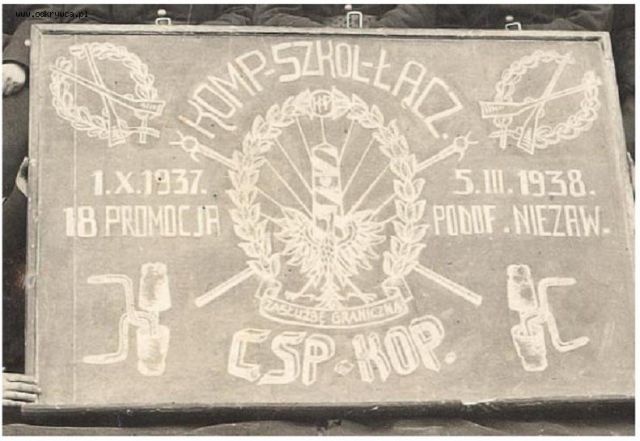 www.odkrywca.pl
KOMP-SZKOL-ŁĄCZ.
1.X.1937. 5.III.1938.
18 PROMOCJA PODOF. NIEZAW.
ZA SŁUŻBĘ GRANICZNĄ
CSP-KOP.